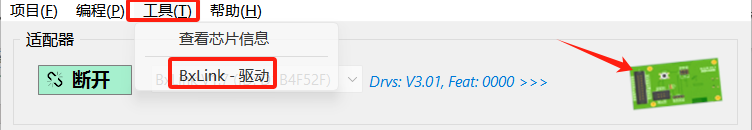 项目(F) 编程(P) 工具(T) 帮助(H)
查看芯片信息
适配器
BxLink - 驱动
断开 B4F52F) Drvs: V3.01, Feat: 0000 >>>